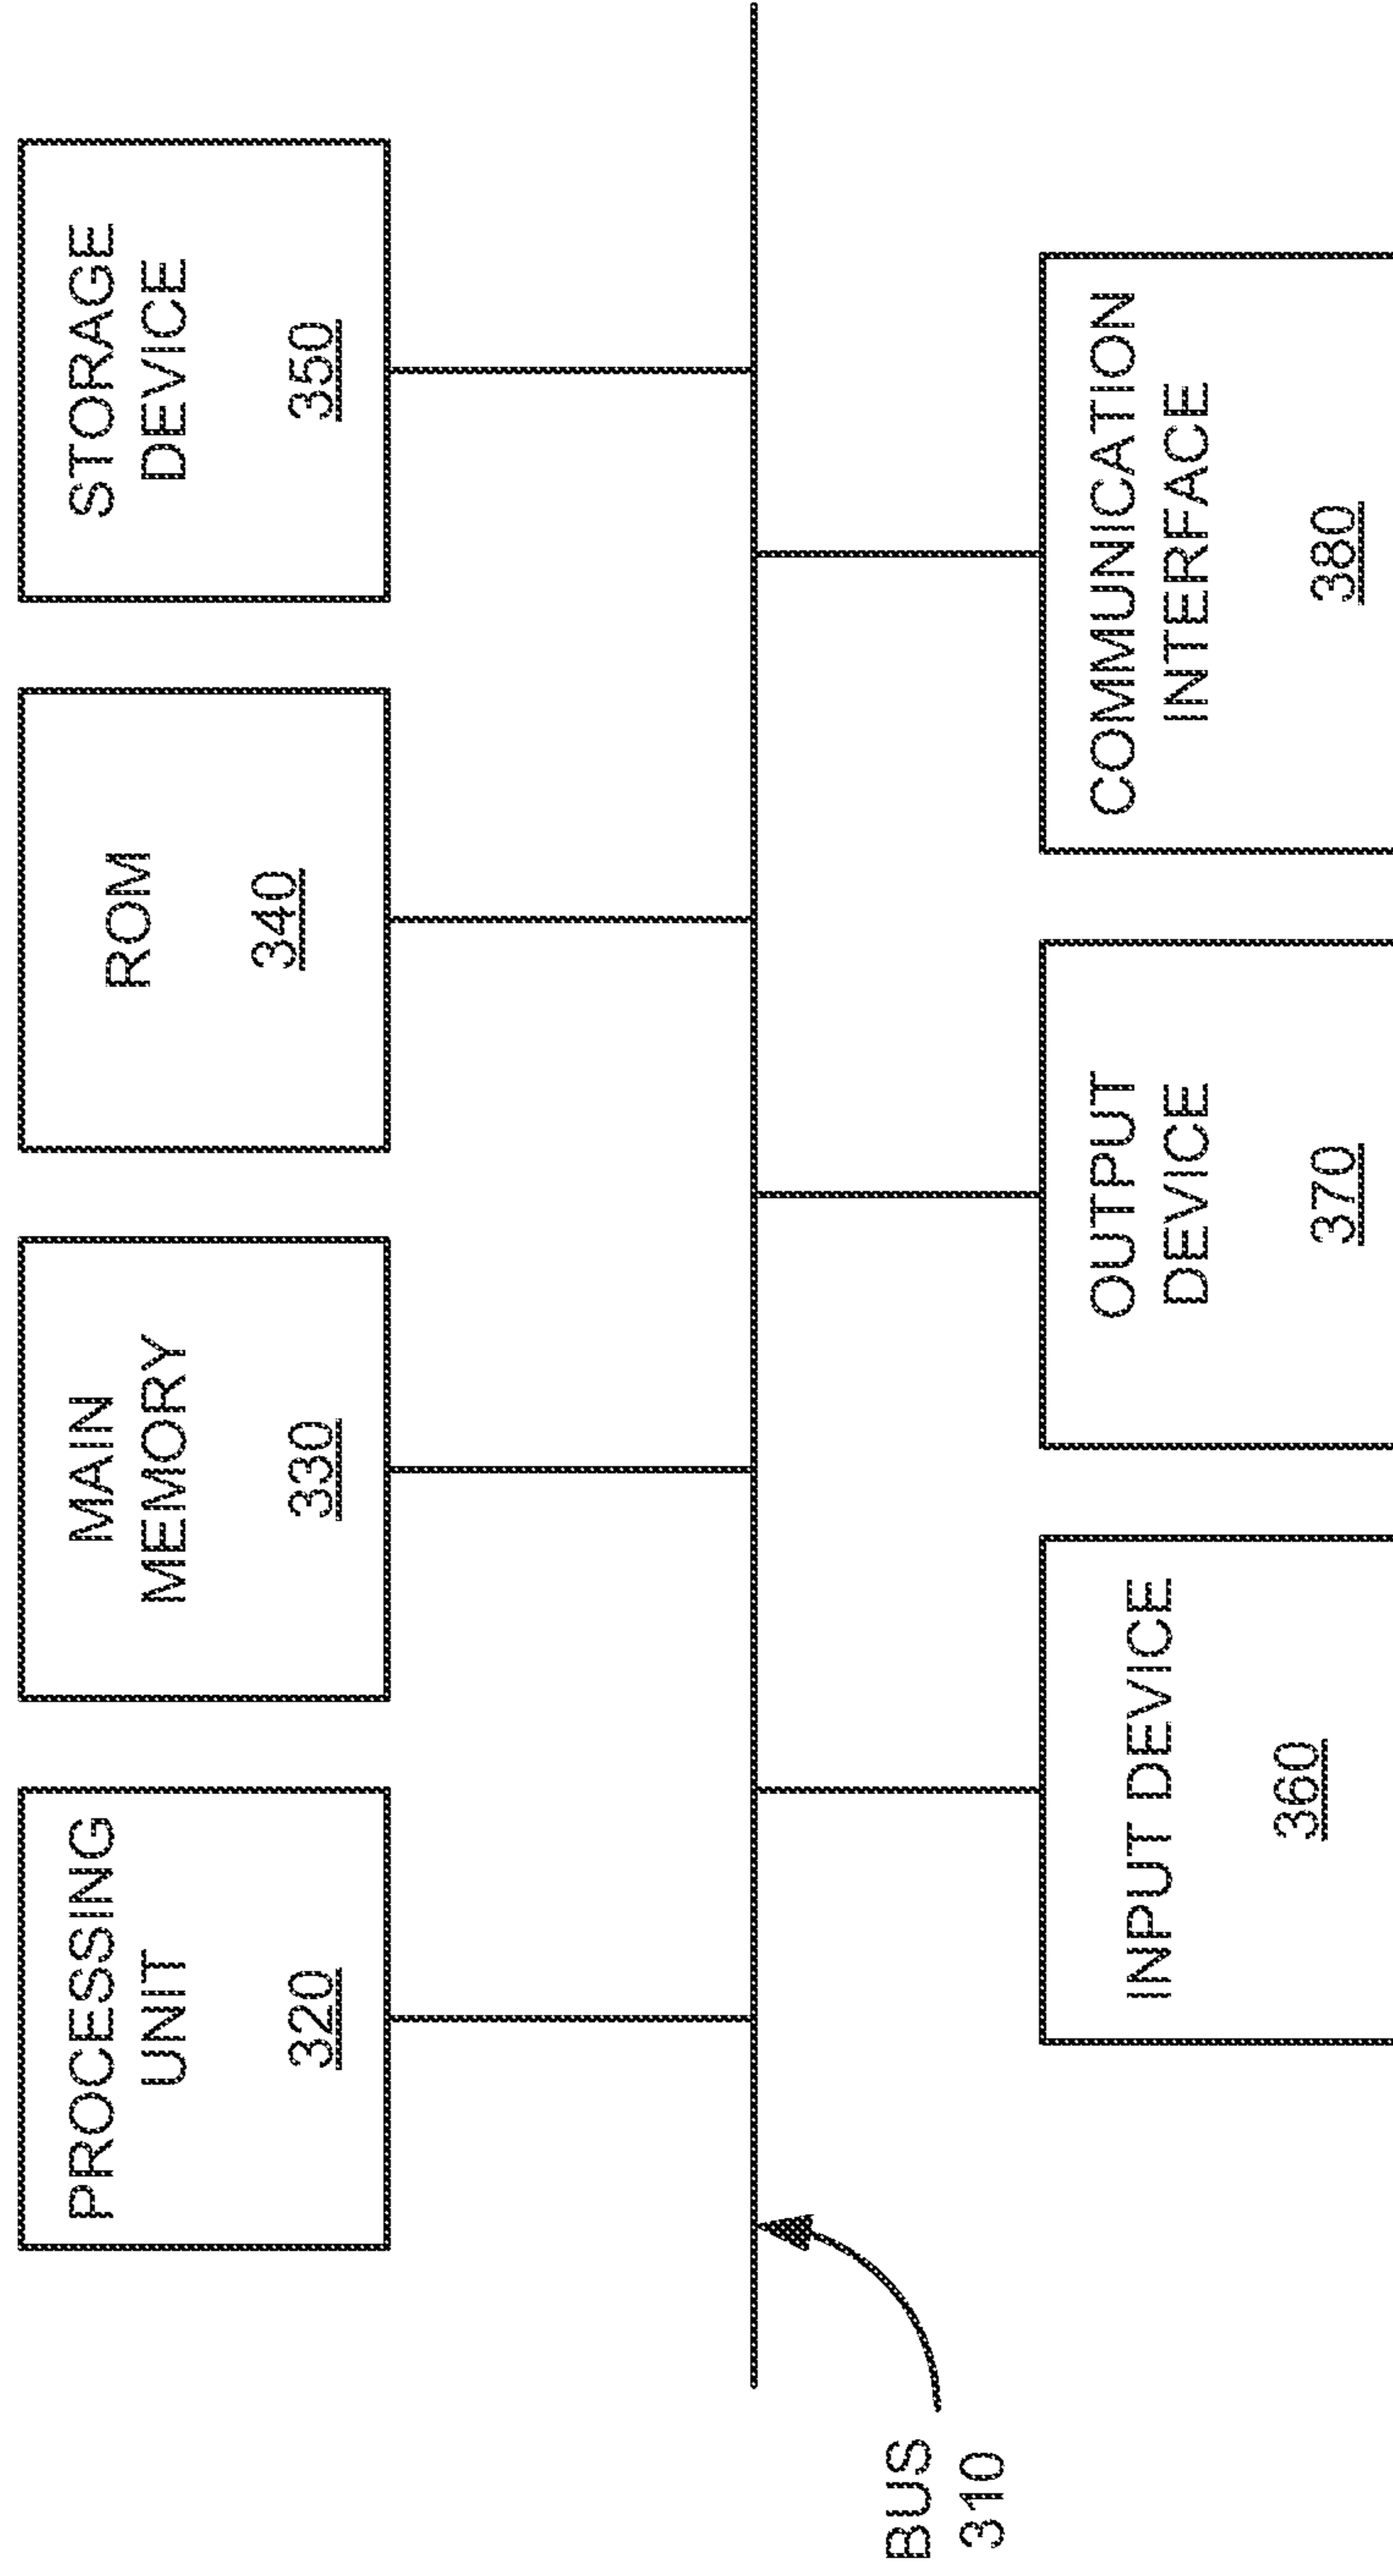 PROCESSING
UNIT
320
MAIN
MEMORY
330
ROM
340
STORAGE
DEVICE
350
BUS
310
INPUT DEVICE
360
OUTPUT
DEVICE
370
COMMUNICATION
INTERFACE
380